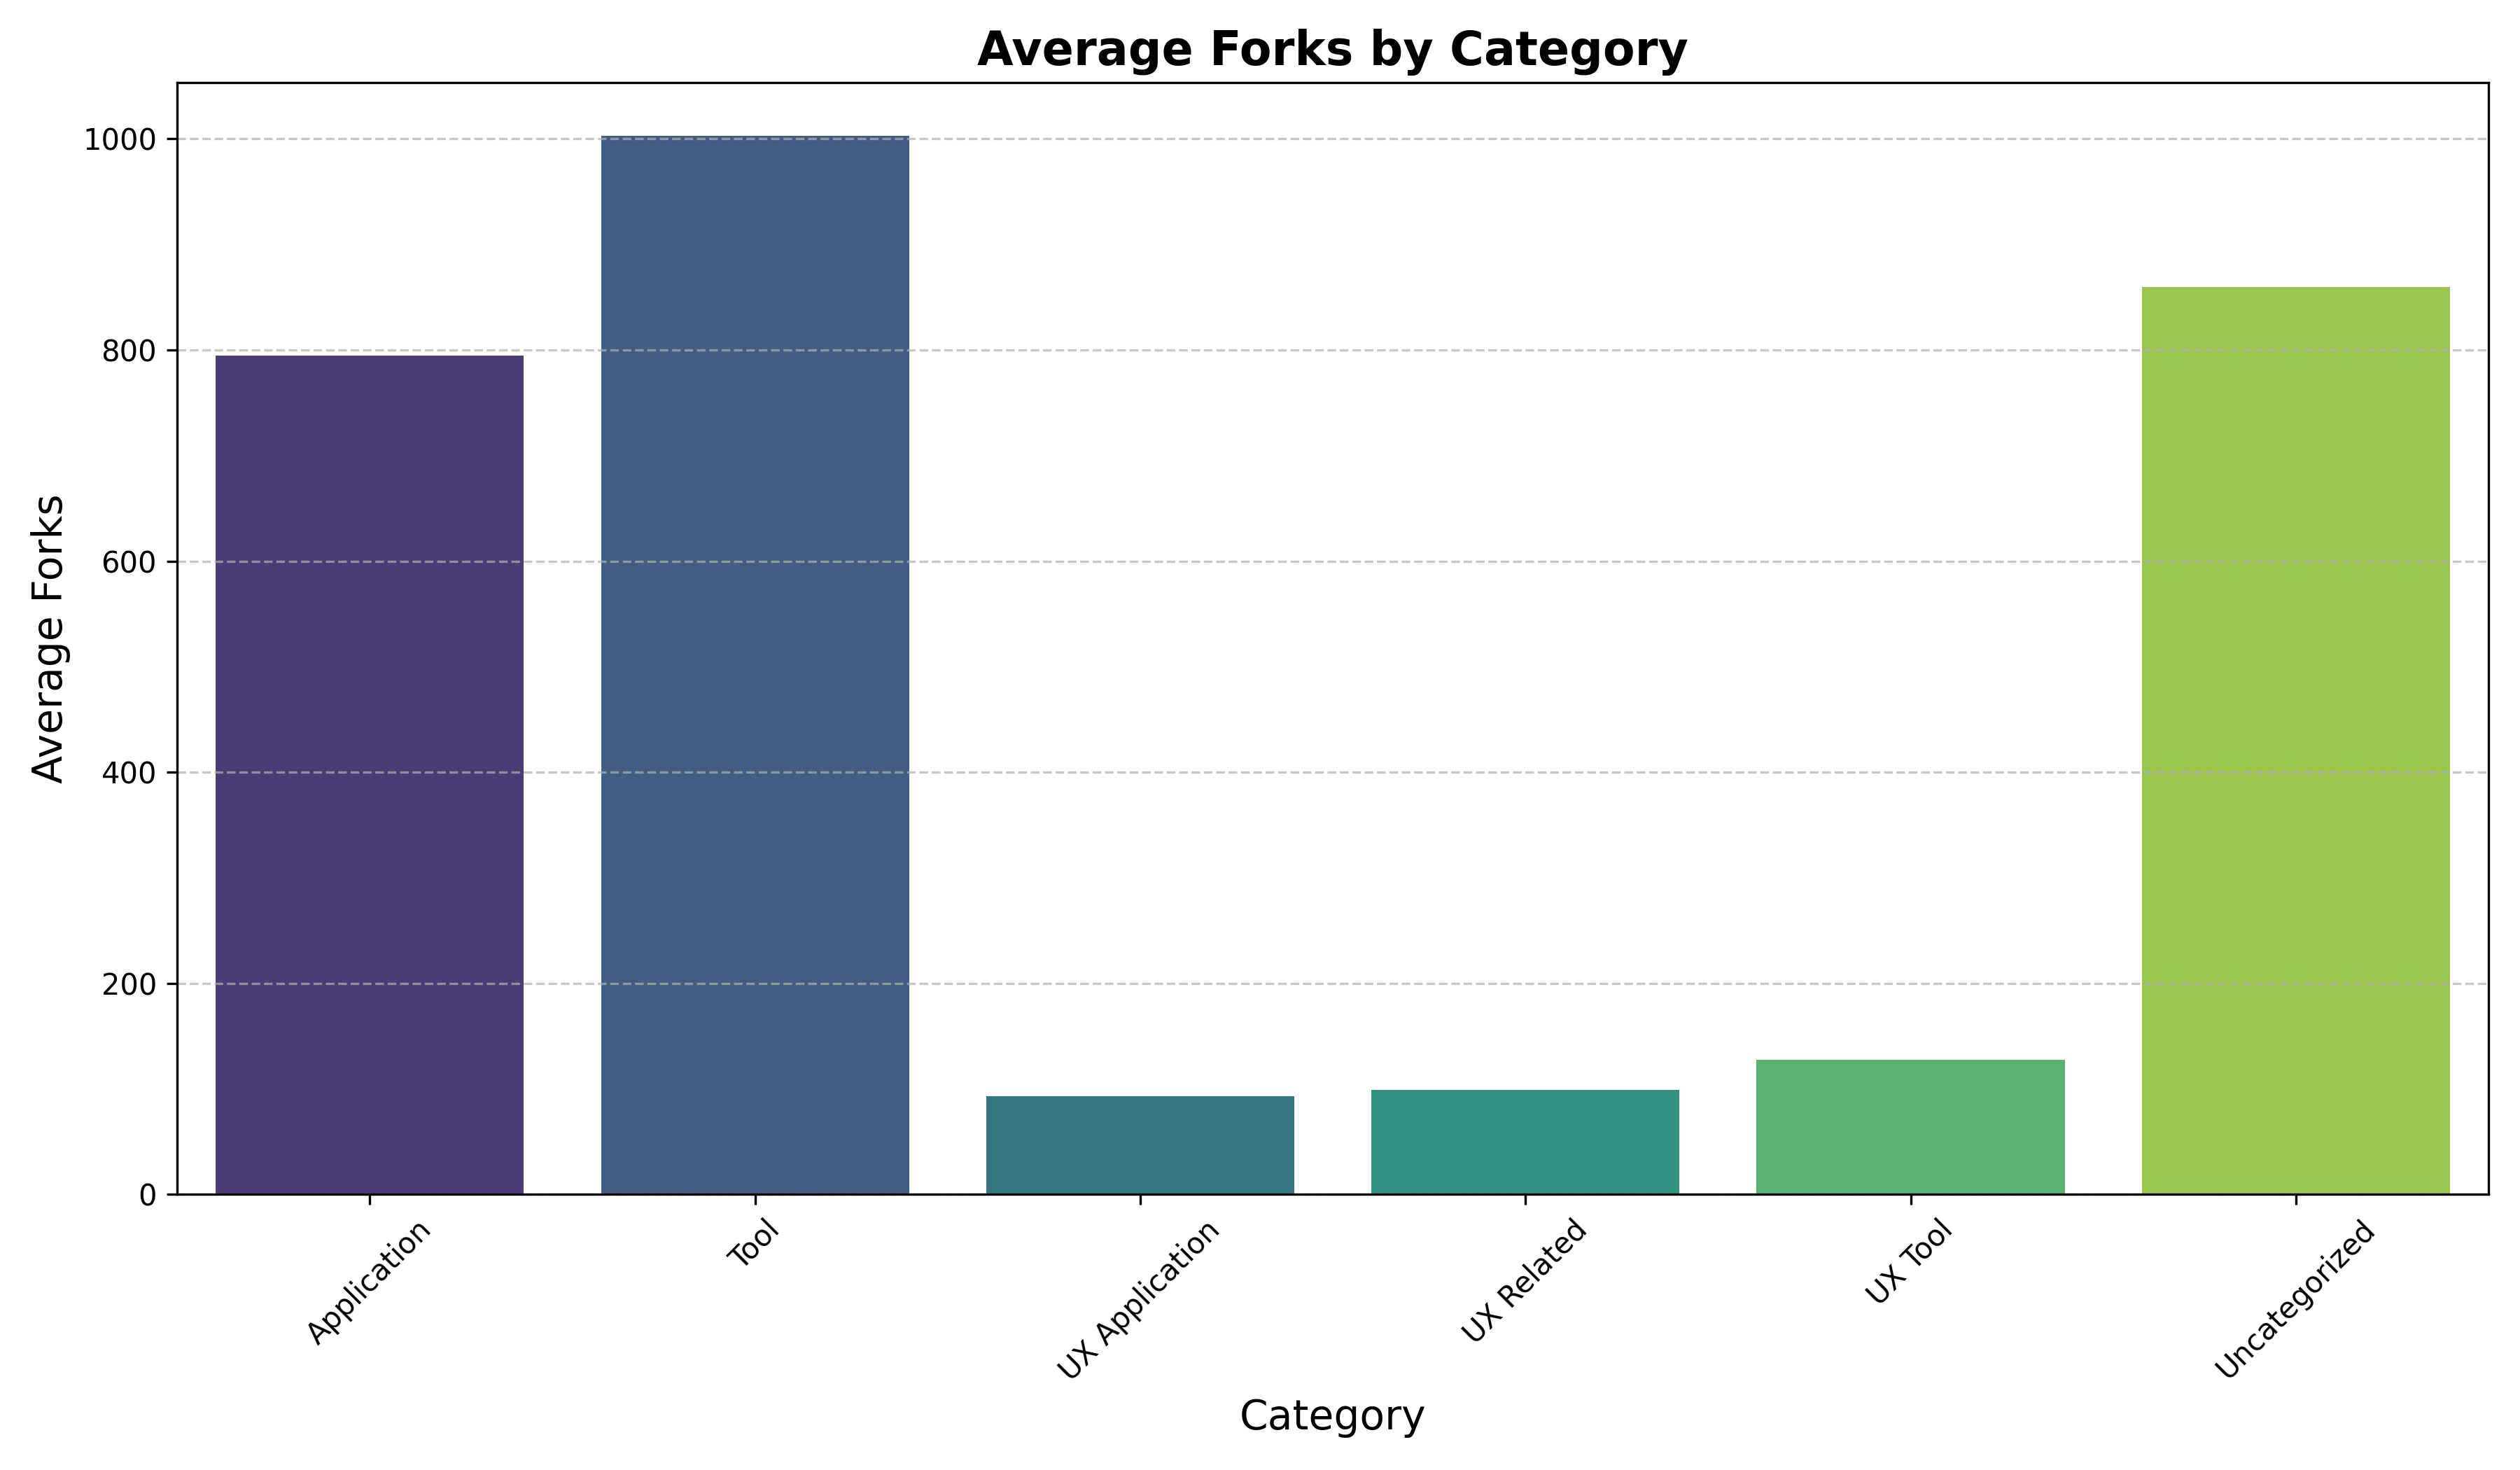 Average Forks by Category
Average Forks
1000
800
600
400
200
0
Application
Tool
UX Application
UX Related
UX Tool
Uncategorized
Category